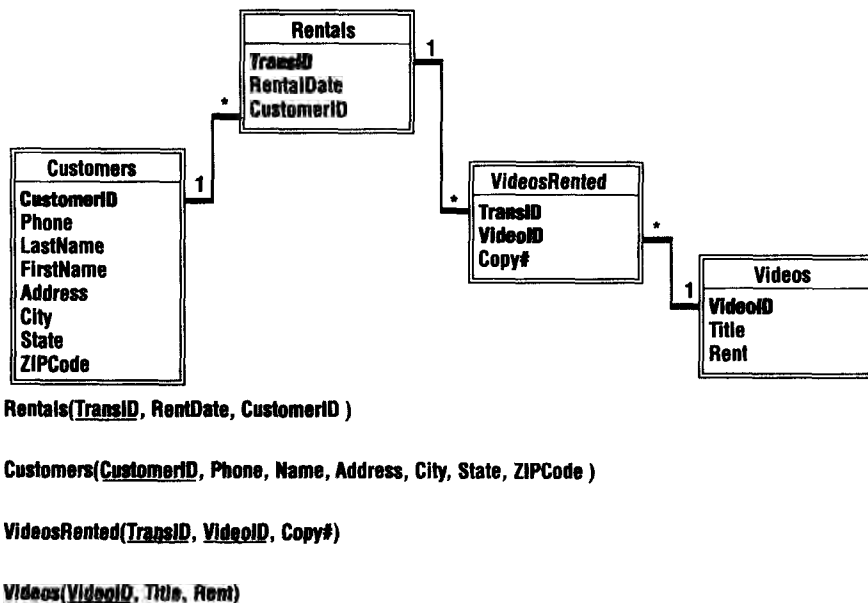 Rentals
TransID
RentalDate
CustomerID
1
*
Customers
CustomerID
Phone
LastName
FirstName
Address
City
State
ZIPCode
1
*
VideosRented
TransID
VideoID
Copy#
*
1
Videos
VideoID
Title
Rent
Rentals(TransID, RentDate, CustomerID )
Customers(CustomerID, Phone, Name, Address, City, State, ZIPCode )
VideosRented(TransID, VideoID, Copy#)
Videos(VideoID, Title, Rent)